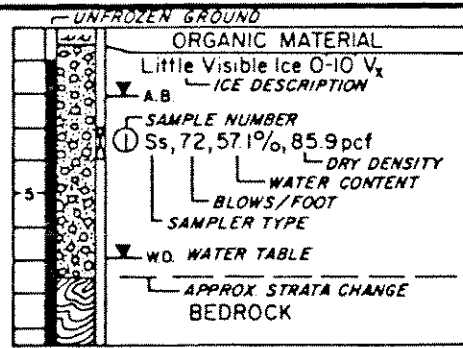 UNFROZEN GROUND
ORGANIC MATERIAL
Little Visible Ice 0-10 Vx
ICE DESCRIPTION
A.B.
SAMPLE NUMBER
1 Ss, 72, 57.1%, 85.9 pcf
DRY DENSITY
WATER CONTENT
BLOWS/FOOT
SAMPLER TYPE
5
W.D. WATER TABLE
APPROX. STRATA CHANGE
BEDROCK